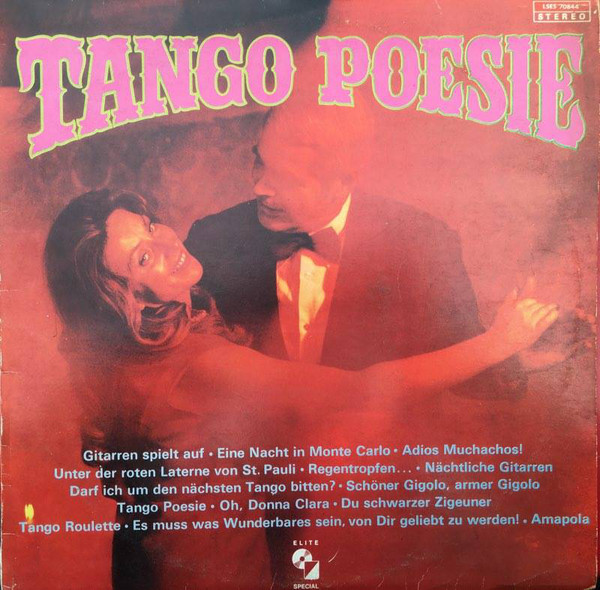 LSES 70844
STEREO
TANGO POESIE
Gitarren spielt auf • Eine Nacht in Monte Carlo • Adios Muchachos!
Unter der roten Laterne von St. Pauli • Regentropfen... • Nächtliche Gitarren
Darf ich um den nächsten Tango bitten? • Schöner Gigolo, armer Gigolo
Tango Poesie • Oh, Donna Clara • Du schwarzer Zigeuner
Tango Roulette • Es muss was Wunderbares sein, von Dir geliebt zu werden! • Amapola
ELITE
SPECIAL